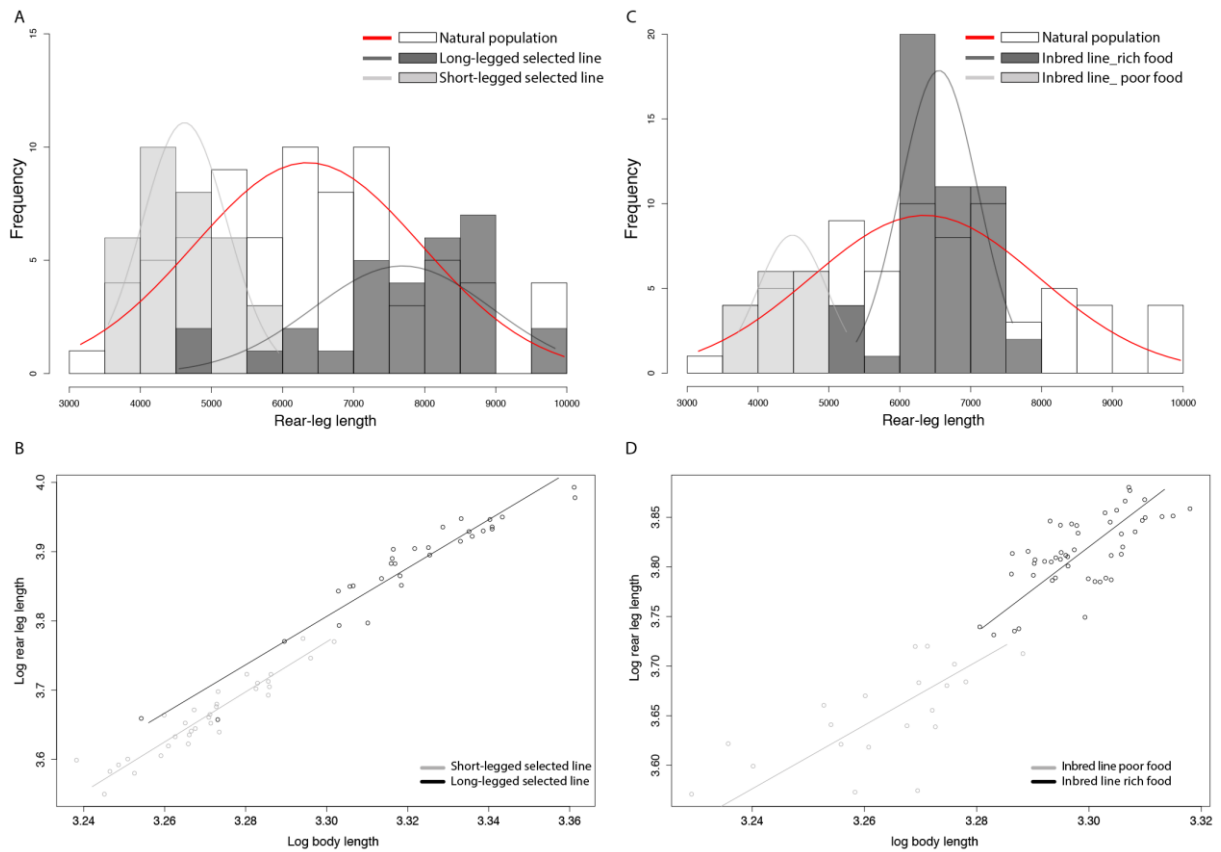 A
Natural population
Long-legged selected line
Short-legged selected line
Frequency
15
10
5
0
3000 4000 5000 6000 7000 8000 9000 10000
Rear-leg length
C
Natural population
Inbred line_rich food
Inbred line_ poor food
Frequency
20
15
10
5
0
3000 4000 5000 6000 7000 8000 9000 10000
Rear-leg length
B
Log rear leg length
4.0
3.9
3.8
3.7
3.6
Short-legged selected line
Long-legged selected line
3.24 3.26 3.28 3.30 3.32 3.34 3.36
Log body length
D
Log rear leg length
3.85
3.80
3.75
3.70
3.65
3.60
Inbred line poor food
Inbred line rich food
3.24 3.26 3.28 3.30 3.32
log body length